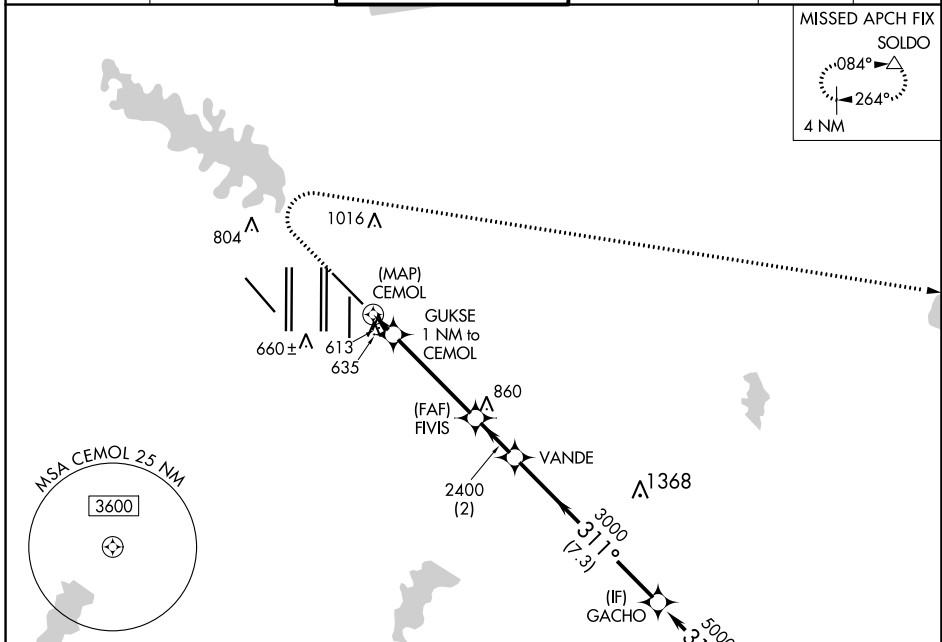 MISSED APCH FIX
SOLDO
084°
264°
4 NM
1016
804
(MAP)
CEMOL
GUKSE
1 NM to
CEMOL
660 ±
613
635
860
(FAF)
FIVIS
VANDE
MSA CEMOL 25 NM
3600
2400
(2)
1368
3000
311°
(7.3)
(IF)
GACHO
5000